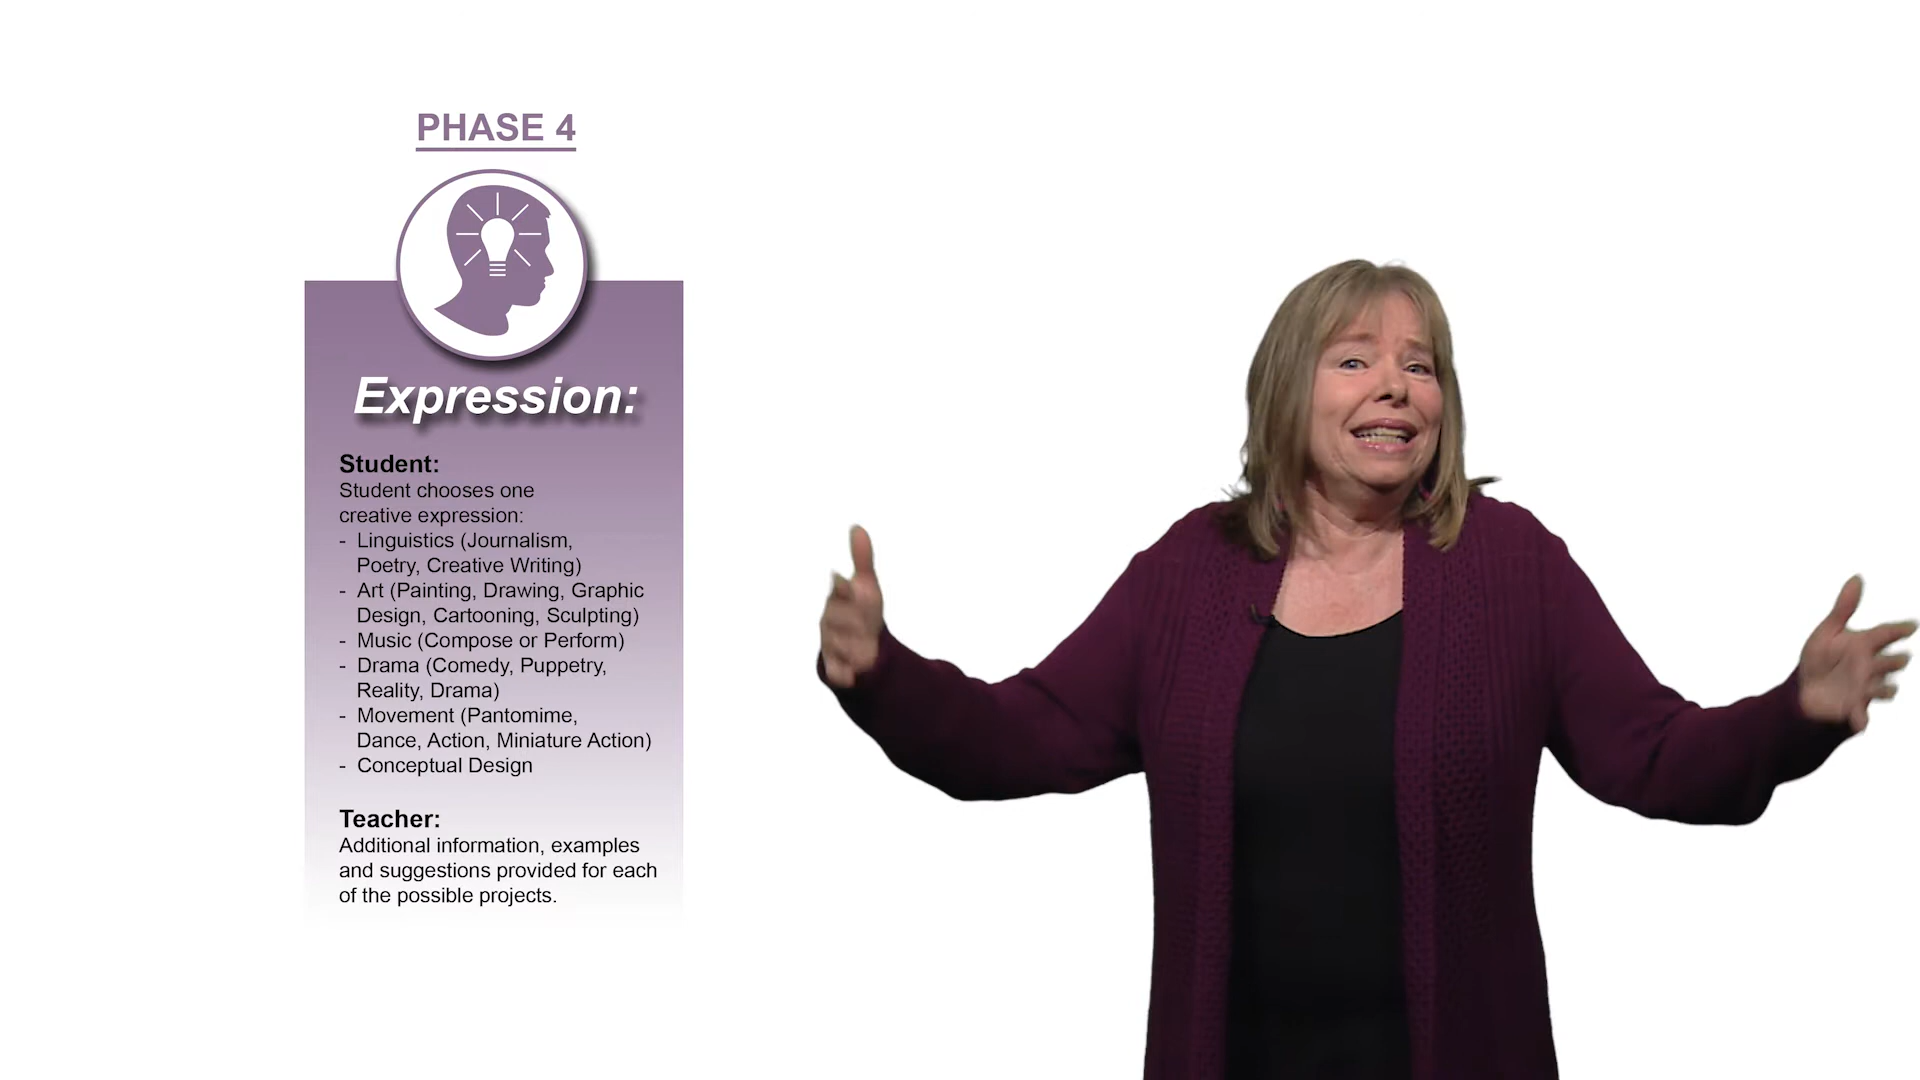 PHASE 4
Expression:
Student:
Student chooses one
creative expression:
- Linguistics (Journalism,
Poetry, Creative Writing)
- Art (Painting, Drawing, Graphic
Design, Cartooning, Sculpting)
- Music (Compose or Perform)
- Drama (Comedy, Puppetry,
Reality, Drama)
- Movement (Pantomime,
Dance, Action, Miniature Action)
- Conceptual Design
Teacher:
Additional information, examples
and suggestions provided for each
of the possible projects.